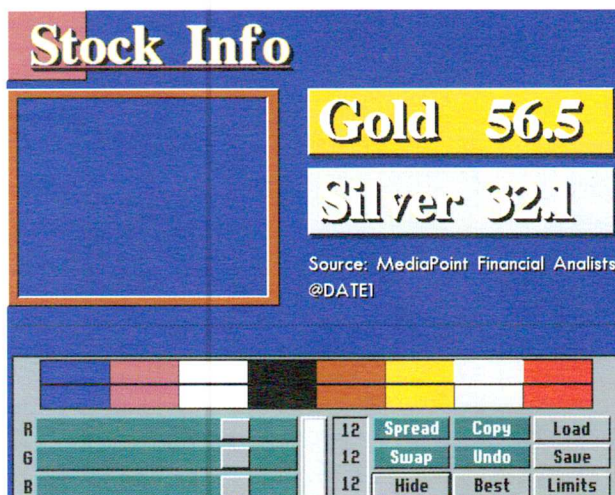 Stock Info
Gold 56.5
Silver 32.1
Source: MediaPoint Financial Analists
@DATE1
R 12 Spread Copy Load
G 12 Swap Undo Save
B 12 Hide Best Limits